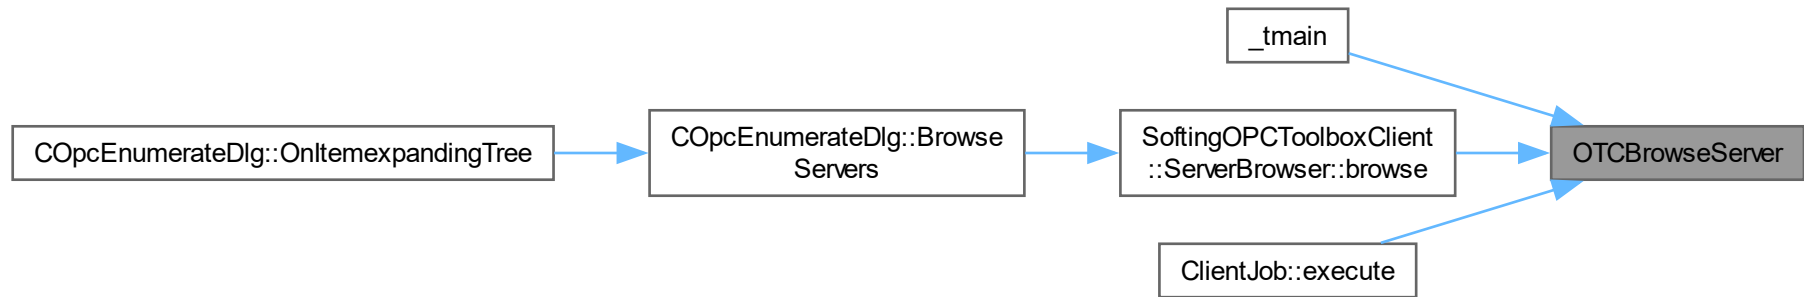 _tmain
COpcEnumerateDlg::OnItemexpandingTree
COpcEnumerateDlg::Browse
Servers
SoftingOPCToolboxClient
::ServerBrowser::browse
OTCBrowseServer
ClientJob::execute